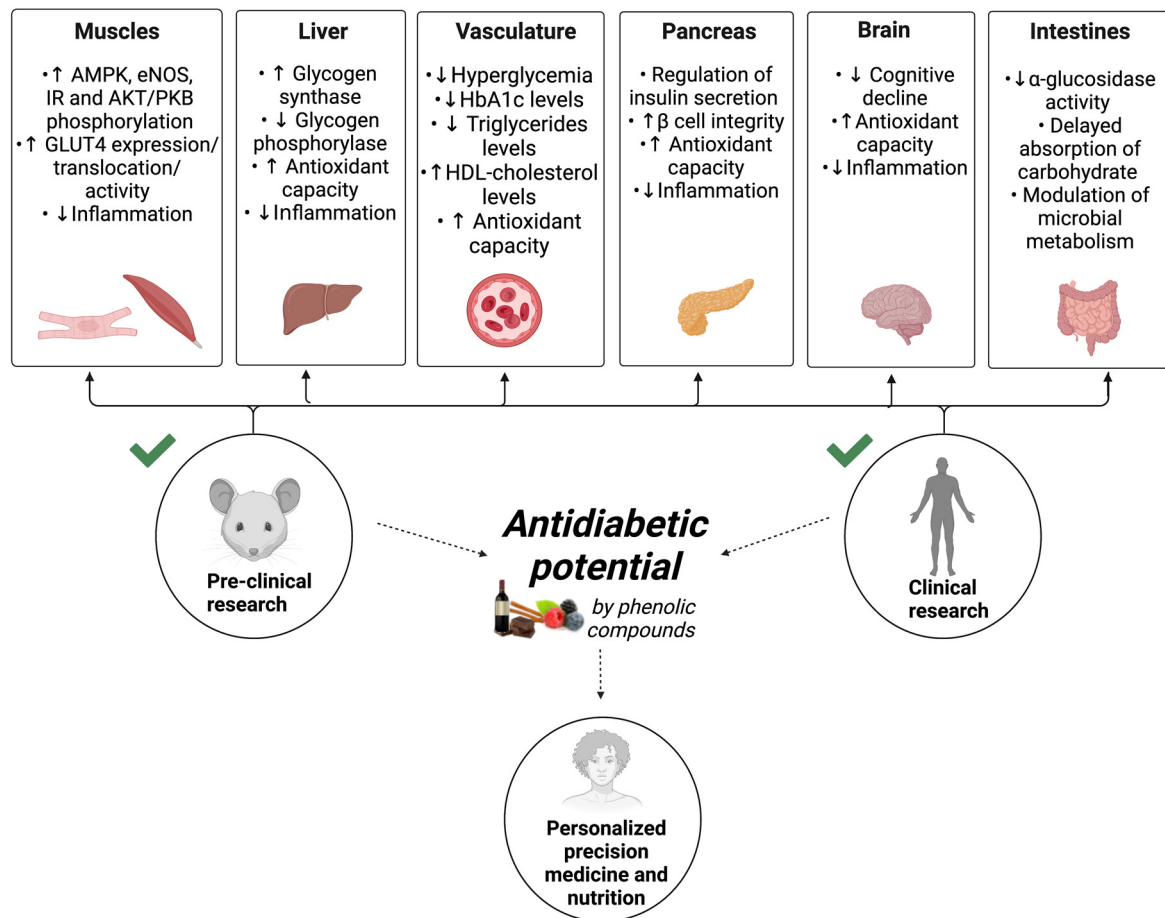 Muscles
•↑ AMPK, eNOS,
IR and AKT/PKB
phosphorylation
•↑ GLUT4 expression/
translocation/
activity
•↓Inflammation
Liver
•↑ Glycogen
synthase
•↓ Glycogen
phosphorylase
•↑ Antioxidant
capacity
•↓Inflammation
Vasculature
•↓Hyperglycemia
•↓HbA1c levels
•↓ Triglycerides
levels
•↑HDL-cholesterol
levels
•↑ Antioxidant
capacity
Pancreas
• Regulation of
insulin secretion
•↑β cell integrity
•↑ Antioxidant
capacity
•↓Inflammation
Brain
•↓ Cognitive
decline
•↑Antioxidant
capacity
•↓Inflammation
Intestines
•↓α-glucosidase
activity
• Delayed
absorption of
carbohydrate
• Modulation of
microbial
metabolism
Pre-clinical
research
Antidiabetic
potential
by phenolic
compounds
Clinical
research
Personalized
precision
medicine and
nutrition